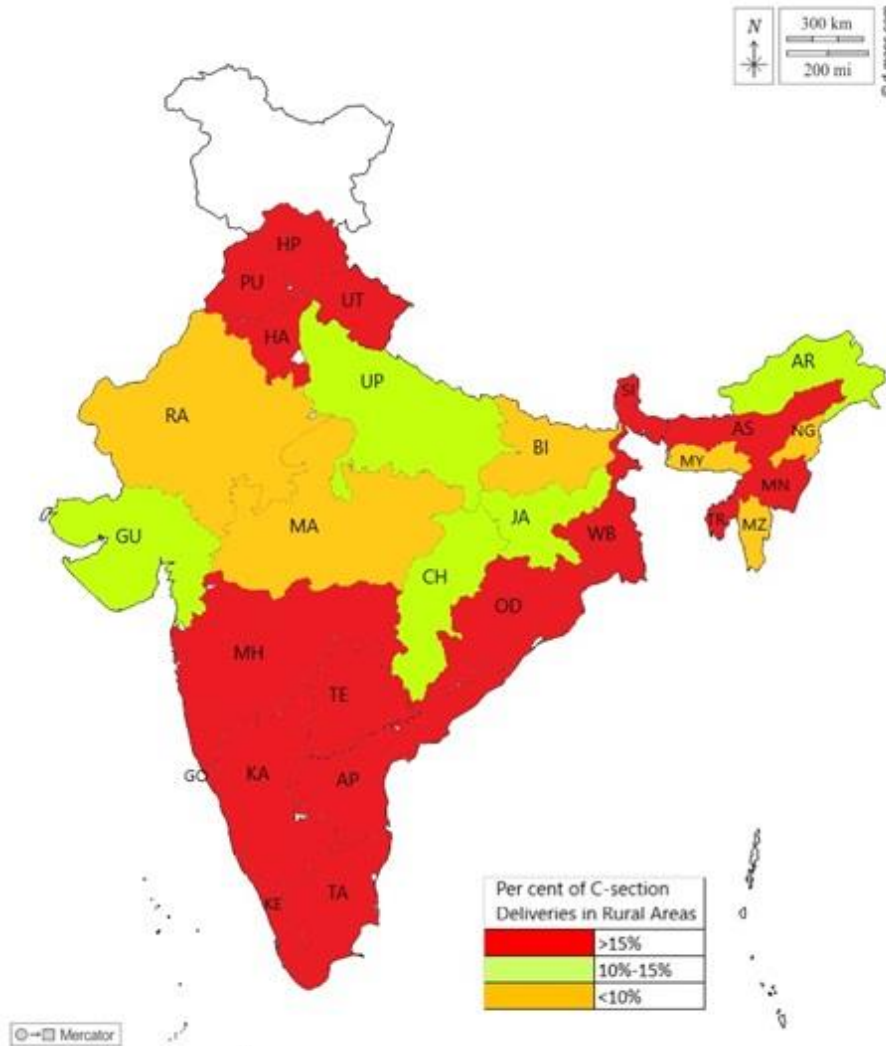 N
300 km
200 mi
HP
PU
UT
HA
UP
AR
RA
SI
AS
NG
BI
MY
MN
GU
MA
JA
TR
MZ
WB
CH
OD
MH
TE
GO
KA
AP
KE
TA
Per cent of C-section
Deliveries in Rural Areas
>15%
10%-15%
<10%
Mercator